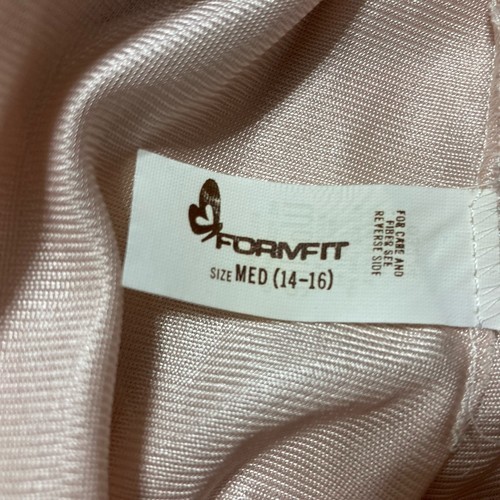 FORMFIT
SIZE MED (14-16)
FOR CARE AND
FIBER SEE
REVERSE SIDE